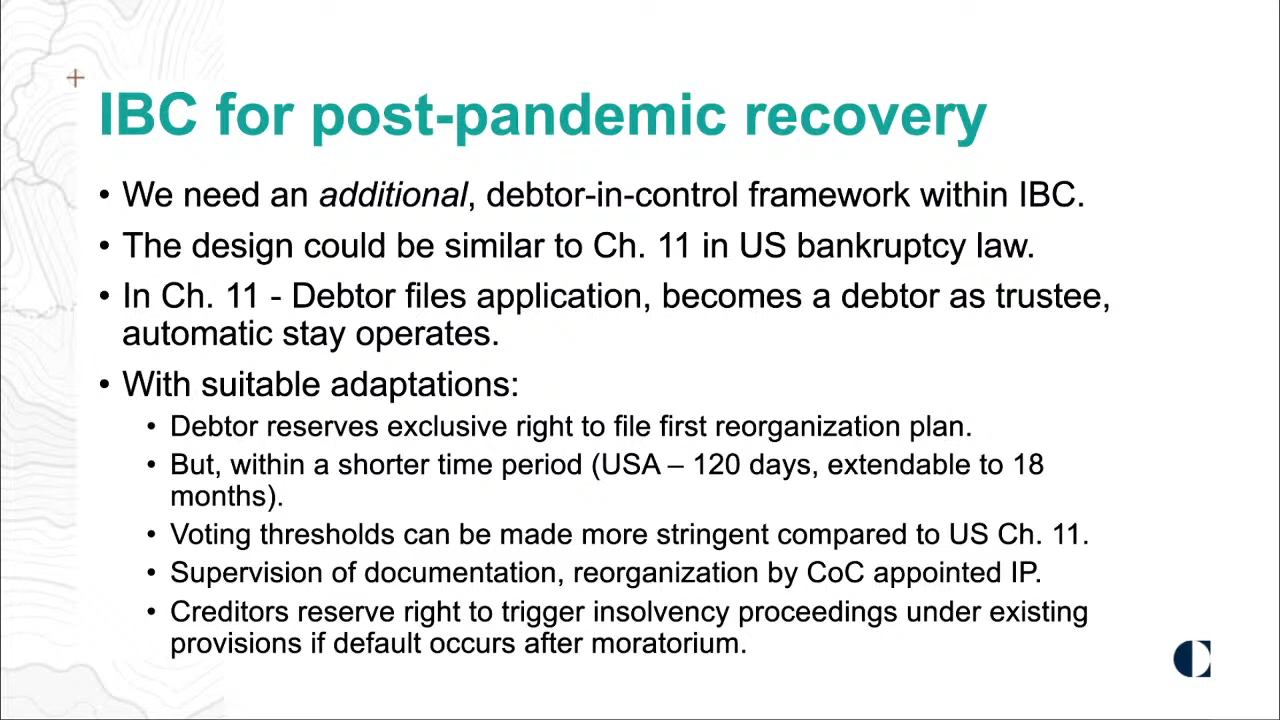 IBC for post-pandemic recovery
• We need an additional, debtor-in-control framework within IBC.
• The design could be similar to Ch. 11 in US bankruptcy law.
• In Ch. 11 - Debtor files application, becomes a debtor as trustee,
automatic stay operates.
• With suitable adaptations:
• Debtor reserves exclusive right to file first reorganization plan.
• But, within a shorter time period (USA – 120 days, extendable to 18
months).
• Voting thresholds can be made more stringent compared to US Ch. 11.
• Supervision of documentation, reorganization by CoC appointed IP.
• Creditors reserve right to trigger insolvency proceedings under existing
provisions if default occurs after moratorium.